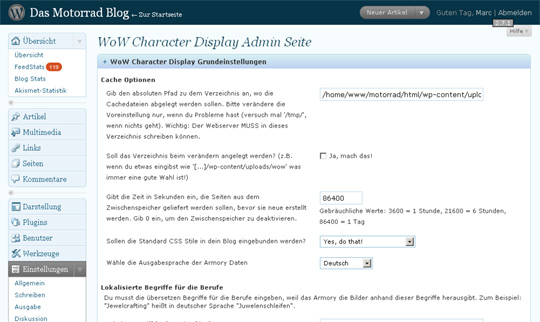 Das Motorrad Blog ← Zur Startseite
Neuer Artikel
Guten Tag, Marc | Abmelden
2.7.1
Hilfe
Übersicht
Übersicht
FeedStats 119
Blog Stats
Akismet-Statistik
Artikel
Multimedia
Links
Seiten
Kommentare
Darstellung
Plugins
Benutzer
Werkzeuge
Einstellungen
Allgemein
Schreiben
Ausgabe
Diskussion
WoW Character Display Admin Seite
+ WoW Character Display Grundeinstellungen
Cache Optionen
Gib den absoluten Pfad zu dem Verzeichnis an, wo die
Cachedateien abgelegt werden sollen. Bitte verändere die
Voreinstellung nur, wenn du Probleme hast (versuch mal '/tmp/',
wenn nichts geht). Wichtig: Der Webserver MUSS in dieses
Verzeichnis schreiben können.
/home/www/motorrad/html/wp-content/uplo
Soll das Verzeichnis beim verändern angelegt werden? (z.B.
wenn du etwas eingibst wie '[...]/wp-content/uploads/wow' was
immer eine gute Wahl ist!)
Ja, mach das!
Gibt die Zeit in Sekunden ein, die Seiten aus dem
Zwischenspeicher geliefert werden sollen, bevor sie neue erstellt
werden. Gib 0 ein, um den Zwischenspeicher zu deaktivieren.
86400
Gebräuchliche Werte: 3600 = 1 Stunde, 21600 = 6 Stunden,
86400 = 1 Tag
Sollen die Standard CSS Stile in dein Blog eingebunden werden?
Yes, do that!
Wähle die Ausgabesprache der Armory Daten
Deutsch
Lokalisierte Begriffe für die Berufe
Du musst die übersetzen Begriffe für die Berufe eingeben, weil das Armory die Bilder anhand dieser Begriffe herausgibt. Zum Beispiel:
"Jewelcrafting" heißt in deutscher Sprache "Juwelenschleifen".